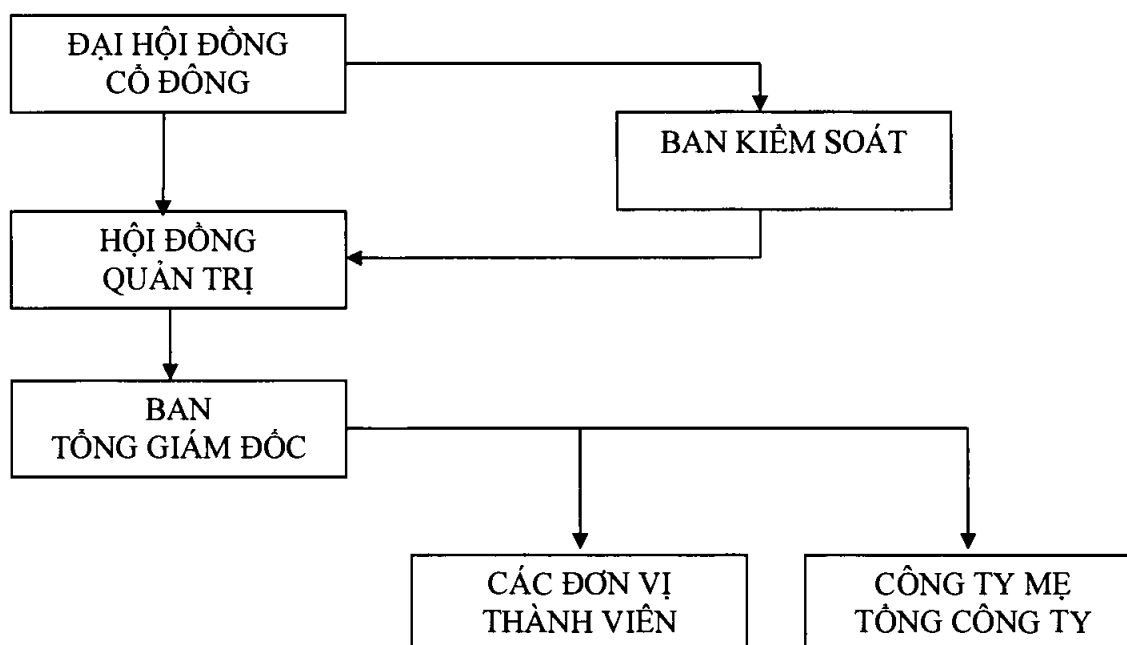 ĐẠI HỘI ĐỒNG
CỔ ĐÔNG
BAN KIỂM SOÁT
HỘI ĐỒNG
QUẢN TRỊ
BAN
TỔNG GIÁM ĐỐC
CÁC ĐƠN VỊ
THÀNH VIÊN
CÔNG TY MẸ
TỔNG CÔNG TY